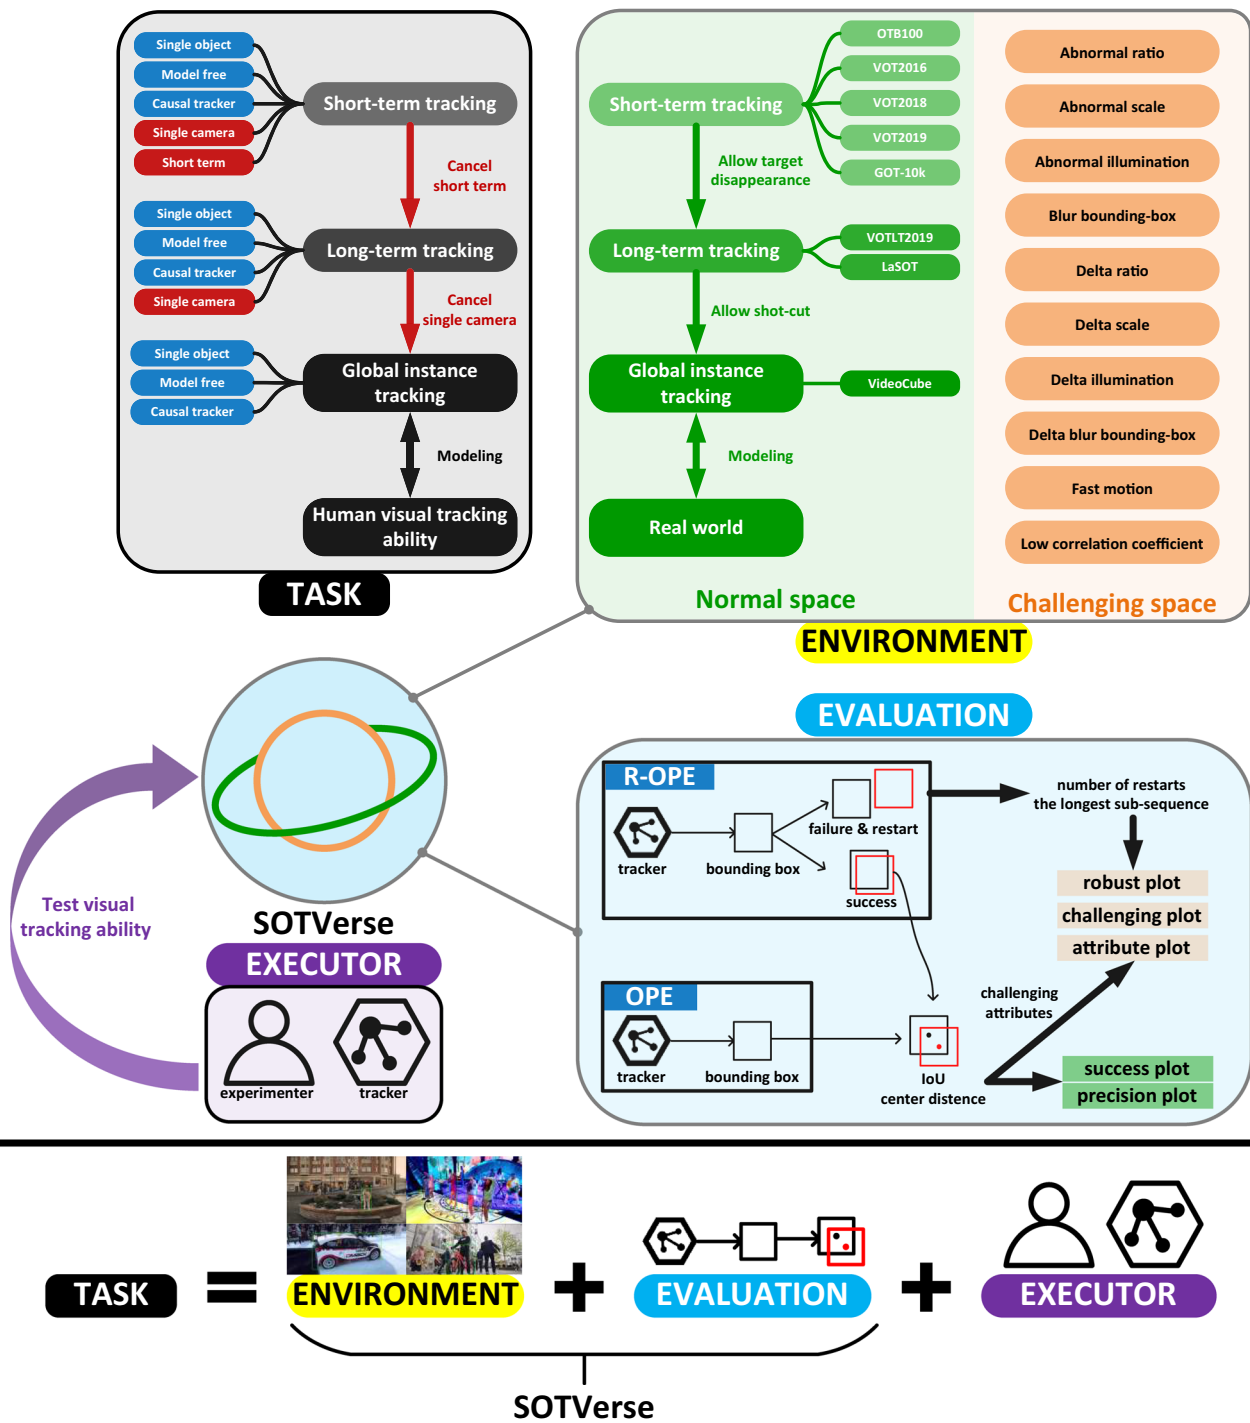 Single object
Model free
Causal tracker
Single camera
Short term
Short-term tracking
Cancel
short term
Single object
Model free
Causal tracker
Single camera
Long-term tracking
Cancel
single camera
Single object
Model free
Causal tracker
Global instance
tracking
Modeling
Human visual tracking
ability
TASK
Short-term tracking
OTB100
VOT2016
VOT2018
VOT2019
GOT-10k
Allow target
disappearance
Long-term tracking
VOTLT2019
LaSOT
Allow shot-cut
Global instance
tracking
VideoCube
Modeling
Real world
Normal space
Abnormal ratio
Abnormal scale
Abnormal illumination
Blur bounding-box
Delta ratio
Delta scale
Delta illumination
Delta blur bounding-box
Fast motion
Low correlation coefficient
Challenging space
ENVIRONMENT
Test visual
tracking ability
SOTVerse
EXECUTOR
experimenter
tracker
EVALUATION
R-OPE
tracker
bounding box
failure & restart
success
number of restarts
the longest sub-sequence
robust plot
challenging plot
attribute plot
OPE
tracker
bounding box
IoU
center distence
challenging
attributes
success plot
precision plot
TASK
=
ENVIRONMENT
+
EVALUATION
+
EXECUTOR
SOTVerse